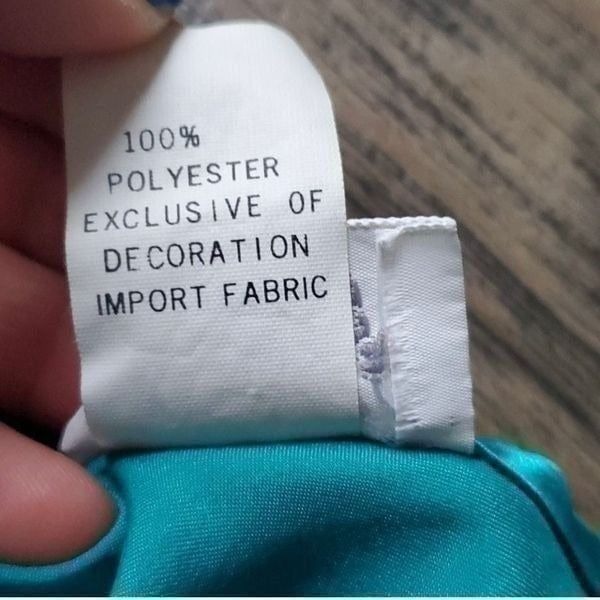 100%
POLYESTER
EXCLUSIVE OF
DECORATION
IMPORT FABRIC